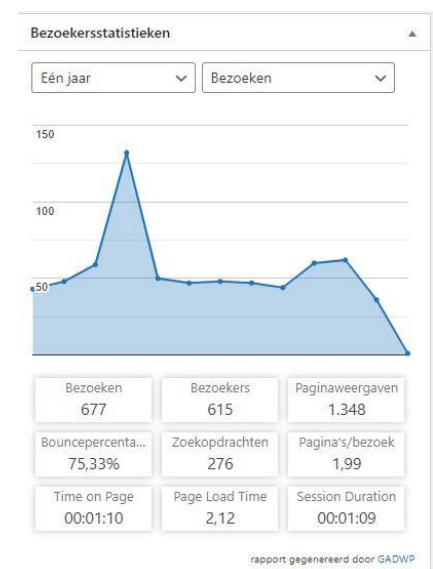 Bezoekersstatistieken
Eén jaar Bezoeken
150
100
50
Bezoeken Bezoekers Paginaweergaven
677 615 1.348
Bouncepercenta... Zoekopdrachten Pagina's/bezoek
75,33% 276 1,99
Time on Page Page Load Time Session Duration
00:01:10 2,12 00:01:09
rapport gegenereerd door GADWP